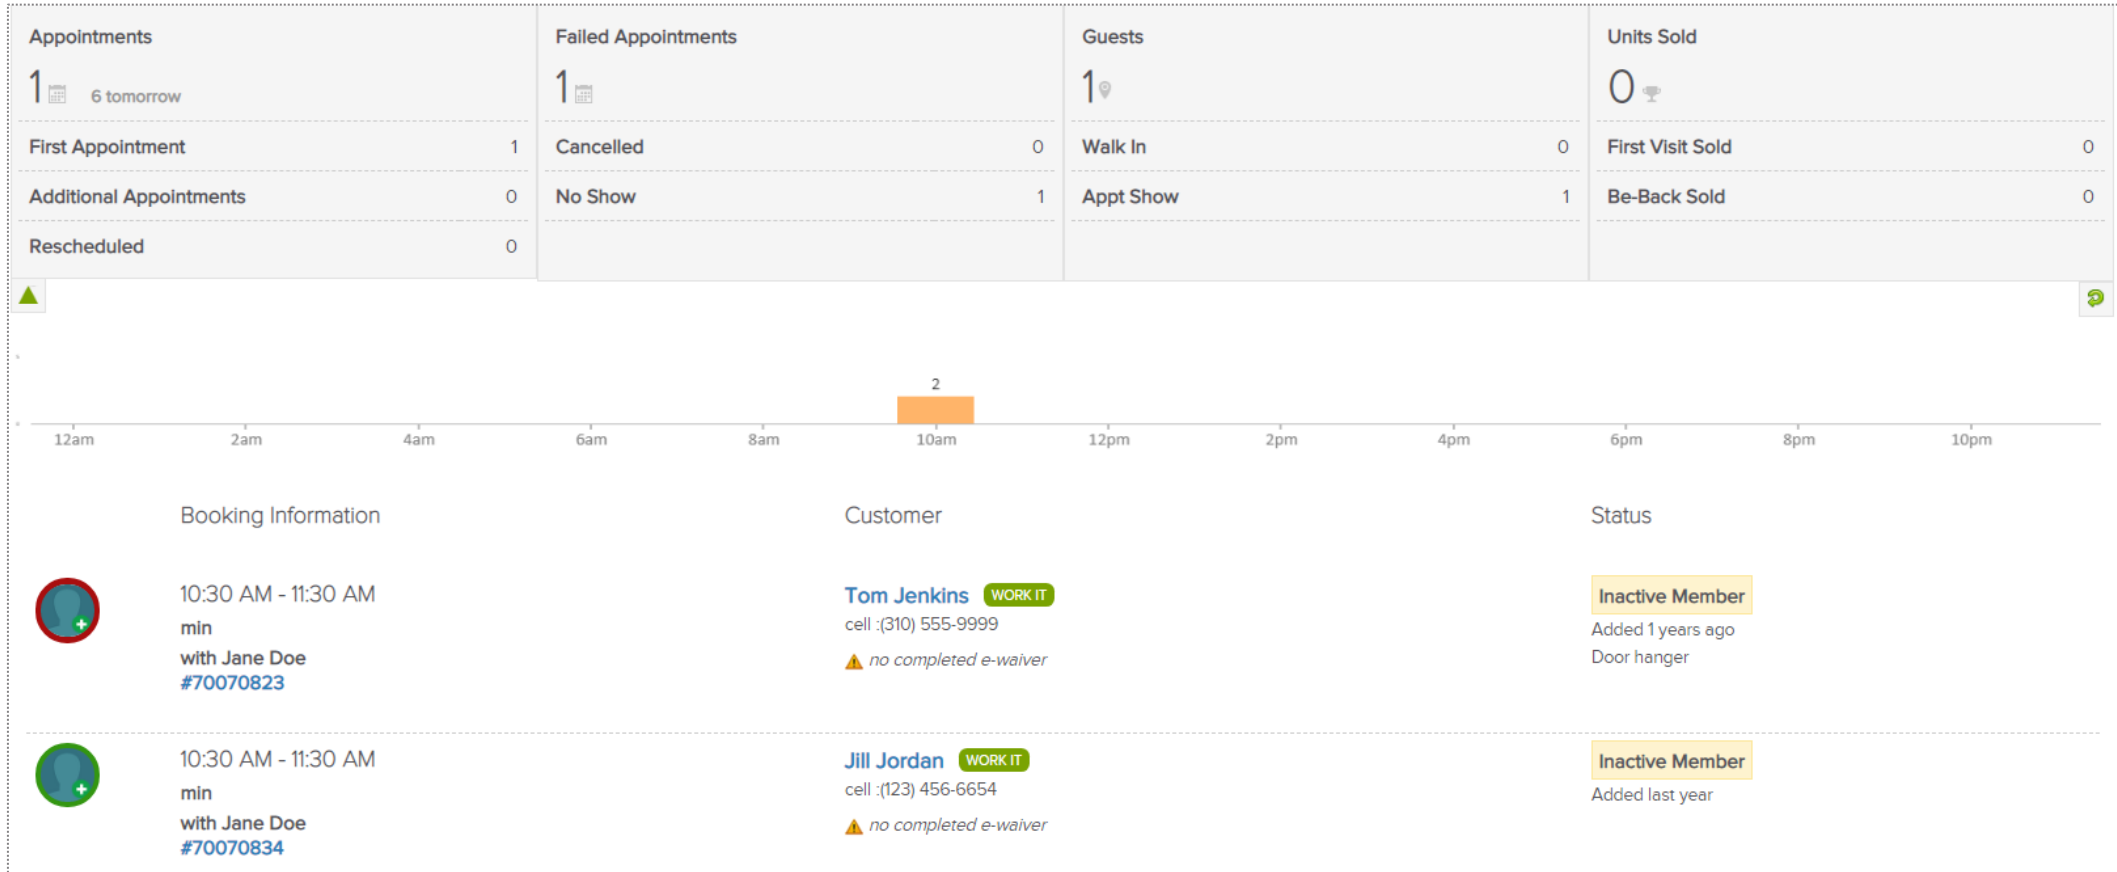 Appointments
1 6 tomorrow
First Appointment 1
Additional Appointments 0
Rescheduled 0
Failed Appointments
1
Cancelled 0
No Show 1
Guests
1
Walk In 0
Appt Show 1
Units Sold
0
First Visit Sold 0
Be-Back Sold 0
2
12am 2am 4am 6am 8am 10am 12pm 2pm 4pm 6pm 8pm 10pm
Booking Information Customer Status
10:30 AM - 11:30 AM
min
with Jane Doe
#70070823
Tom Jenkins WORK IT
cell :(310) 555-9999
no completed e-waiver
Inactive Member
Added 1 years ago
Door hanger
10:30 AM - 11:30 AM
min
with Jane Doe
#70070834
Jill Jordan WORK IT
cell :(123) 456-6654
no completed e-waiver
Inactive Member
Added last year